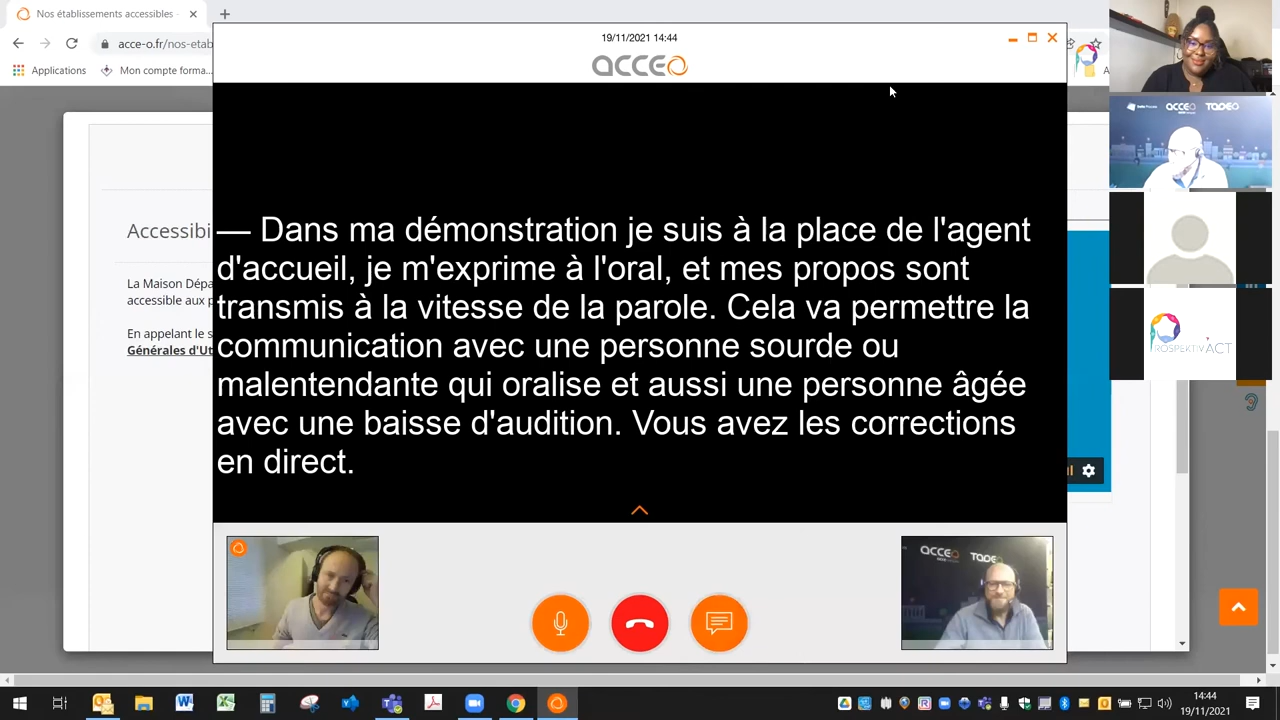 Nos établissements accessibles
acce-o.fr/nos-etab
Applications
Mon compte forma...
19/11/2021 14:44
acceo
acceo TADEO
Accessibi
La Maison Dépa
accessible aux p
En appelant le s
Générales d'Ut
— Dans ma démonstration je suis à la place de l'agent
d'accueil, je m'exprime à l'oral, et mes propos sont
transmis à la vitesse de la parole. Cela va permettre la
communication avec une personne sourde ou
malentendante qui oralise et aussi une personne âgée
avec une baisse d'audition. Vous avez les corrections
en direct.
PROSPEKTIV'ACT
acceo TADEO
14:44
19/11/2021